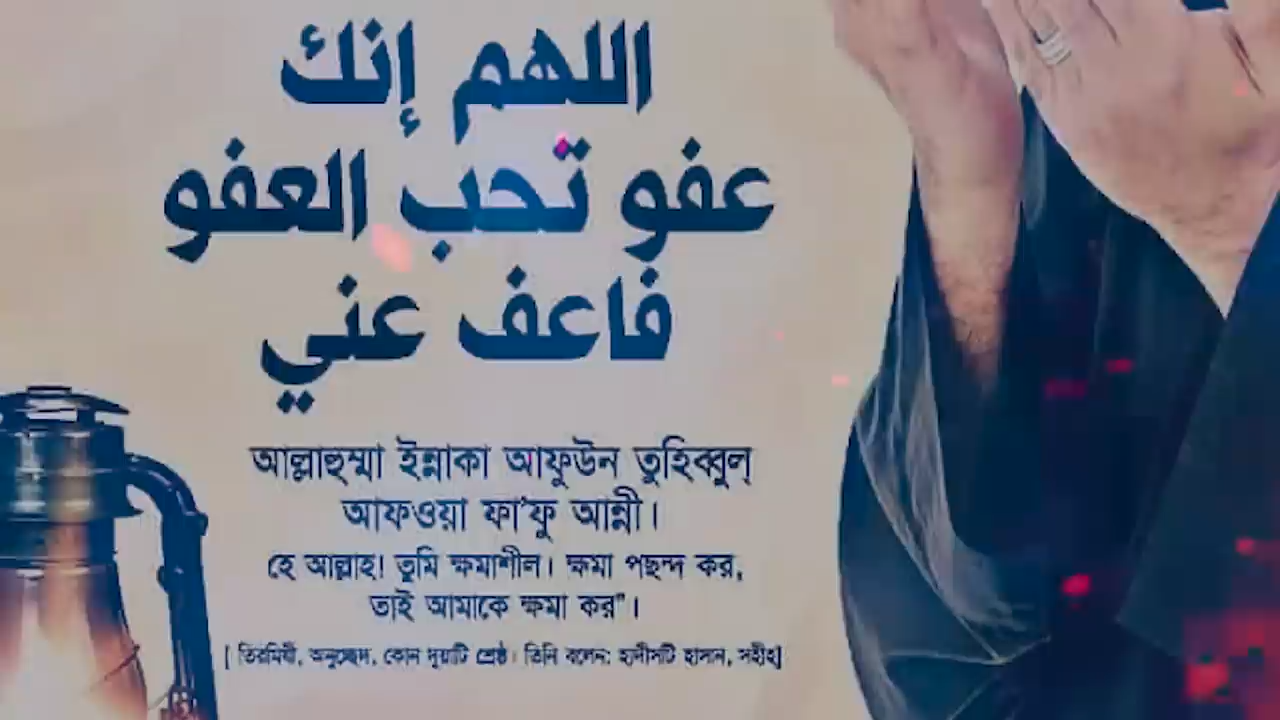 اللهم إنك
عفو تحب العفو
فاعف عني
আল্লাহুম্মা ইন্নাকা আফুউন তুহিব্বুল্
আফওয়া ফা'ফু আন্নী।
হে আল্লাহ! তুমি ক্ষমাশীল। ক্ষমা পছন্দ কর,
তাই আমাকে ক্ষমা কর"।
[ তিরমিযী, অনুচ্ছেদ, কোন দুয়াটি শ্রেষ্ঠ। তিনি বলেন: হাদীসটি হাসান, সহীহ]